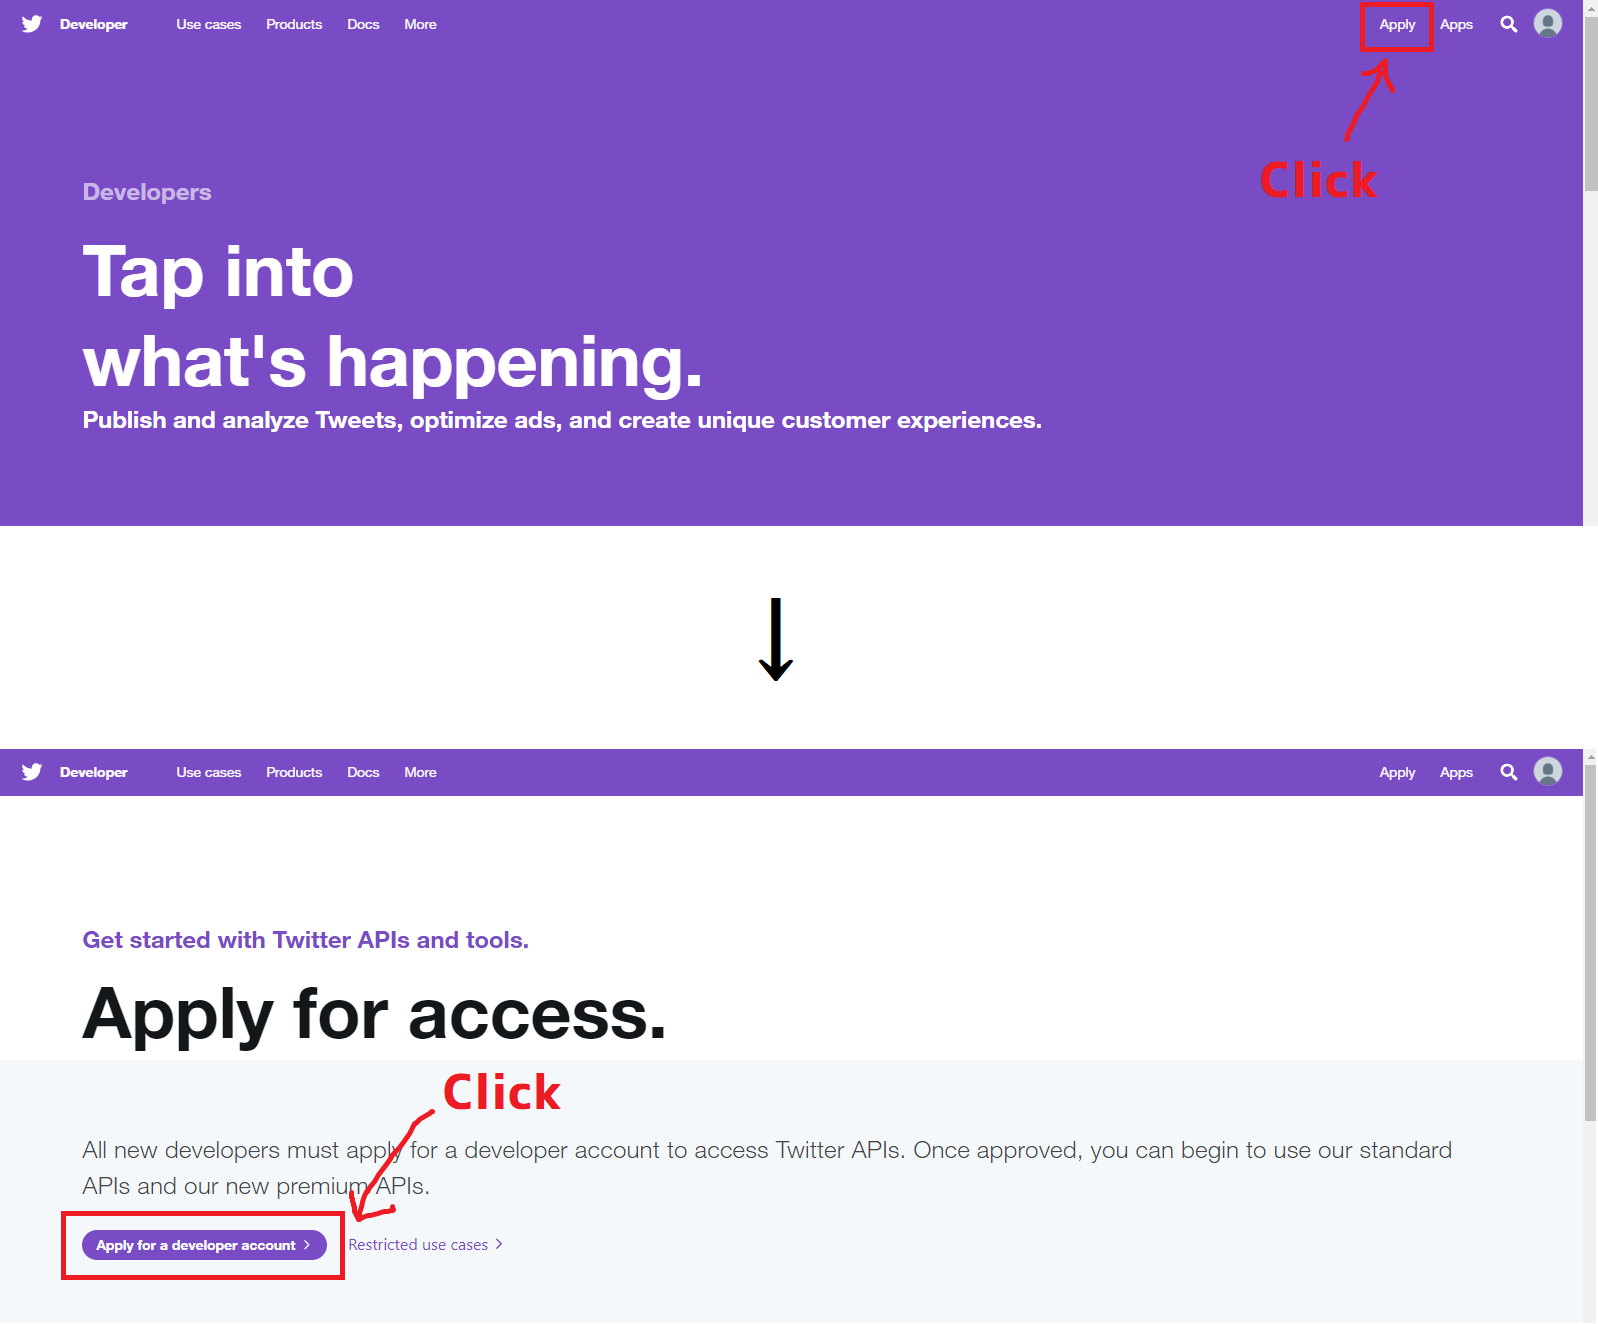 Developer Use cases Products Docs More Apply Apps
Click
Developers
Tap into
what's happening.
Publish and analyze Tweets, optimize ads, and create unique customer experiences.
Developer Use cases Products Docs More Apply Apps
Get started with Twitter APIs and tools.
Apply for access.
Click
All new developers must apply for a developer account to access Twitter APIs. Once approved, you can begin to use our standard
APIs and our new premium APIs.
Apply for a developer account Restricted use cases